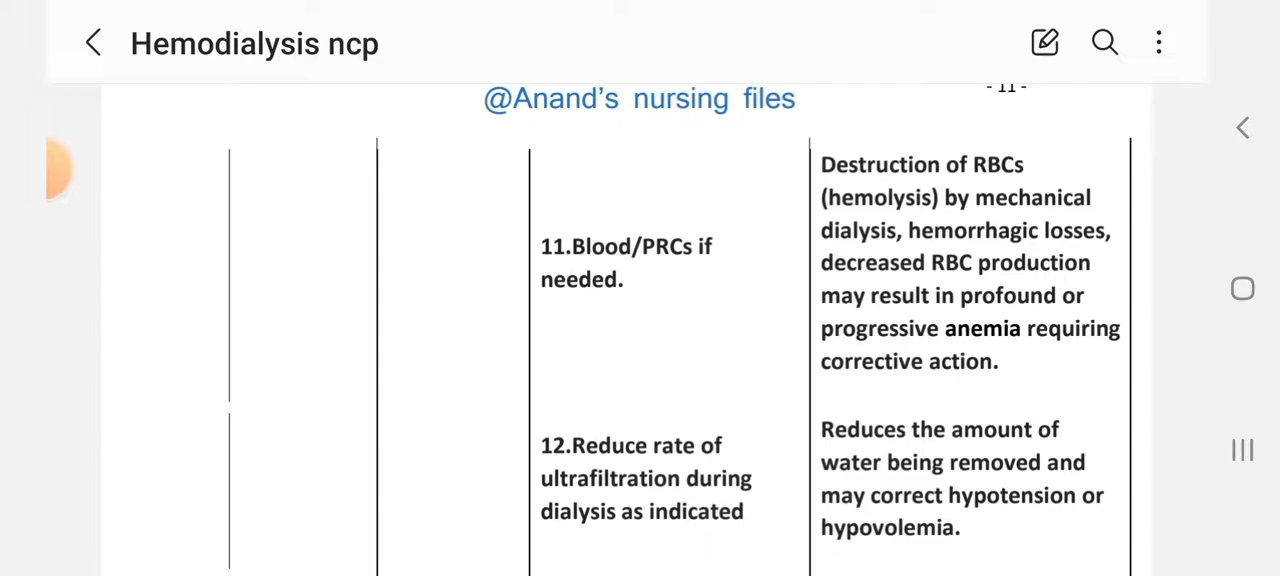 Hemodialysis ncp
@Anand's nursing files
- 11 -
Destruction of RBCs
(hemolysis) by mechanical
dialysis, hemorrhagic losses,
decreased RBC production
may result in profound or
progressive anemia requiring
corrective action.
11.Blood/PRCs if
needed.
Reduces the amount of
water being removed and
may correct hypotension or
hypovolemia.
12.Reduce rate of
ultrafiltration during
dialysis as indicated